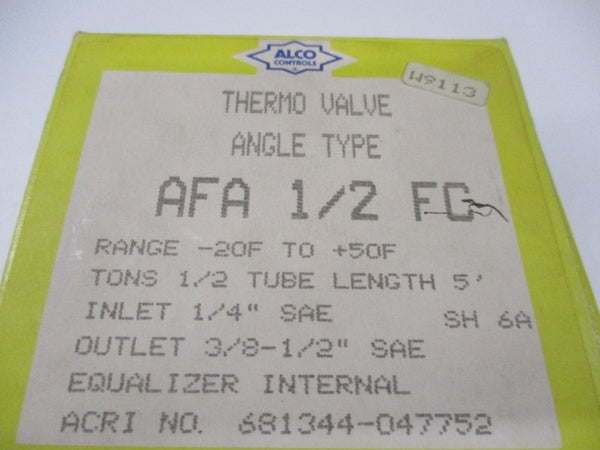 ALCO
CONTROLS
W9113
THERMO VALVE
ANGLE TYPE
AFA 1/2 FC
RANGE -20F TO +50F
TONS 1/2 TUBE LENGTH 5'
INLET 1/4" SAE SH 6A
OUTLET 3/8-1/2" SAE
EQUALIZER INTERNAL
ACRI NO. 681344-047752